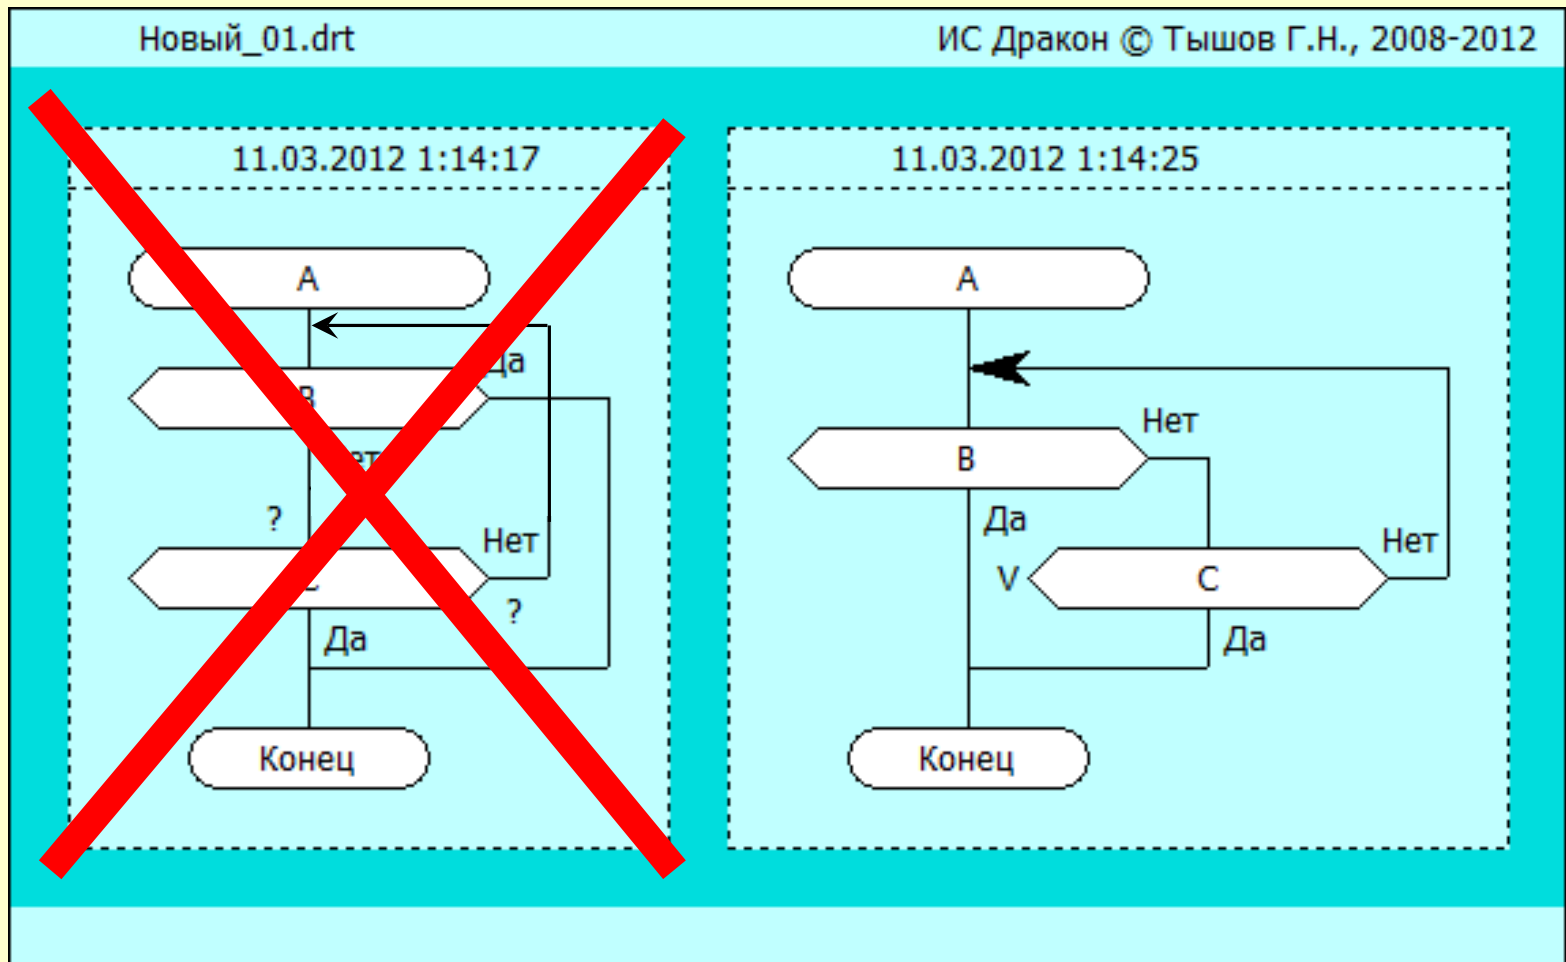 Новый_01.drt
ИС Дракон © Тышов Г.Н., 2008-2012
11.03.2012 1:14:17
A
Да
B
?
Нет
?
Да
Конец
11.03.2012 1:14:25
A
Нет
B
Да
Нет
V
C
Да
Конец